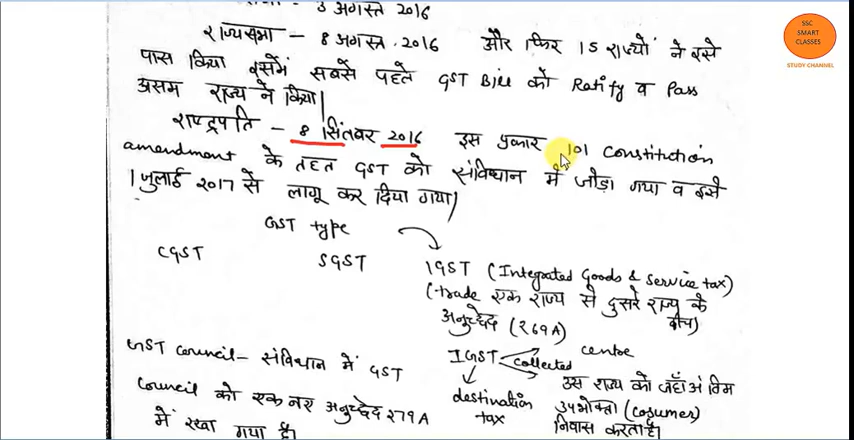 3 अगस्त 2016
SSC
SMART
CLASSES
STUDY CHANNEL
राज्यसभा – 8 अगस्त . 2016 और फिर 15 राज्यों ने इसे
पास किया इसमें सबसे पहले GST Bill को Ratify व Pass
असम राज्य ने किया|
राष्ट्रपति – 8 सितंबर 2016 इस प्रकार 101 Constitution
amendment के तहत GST को संविधान में जोड़ा गया व इसे
1 जुलाई 2017 से लागू कर दिया गया|
GST type
CGST SGST IGST (Integrated Goods & Service tax)
(trade एक राज्य से दुसरे राज्य के
बीच)
अनुच्छेद (269A)
GST Council – संविधान में GST
Council को एक नए अनुच्छेद 279A
में रखा गया है।
IGST collected centre
destination
tax
उस राज्य को जहाँ अंतिम
उपभोक्ता (cosumer)
निवास करता है।